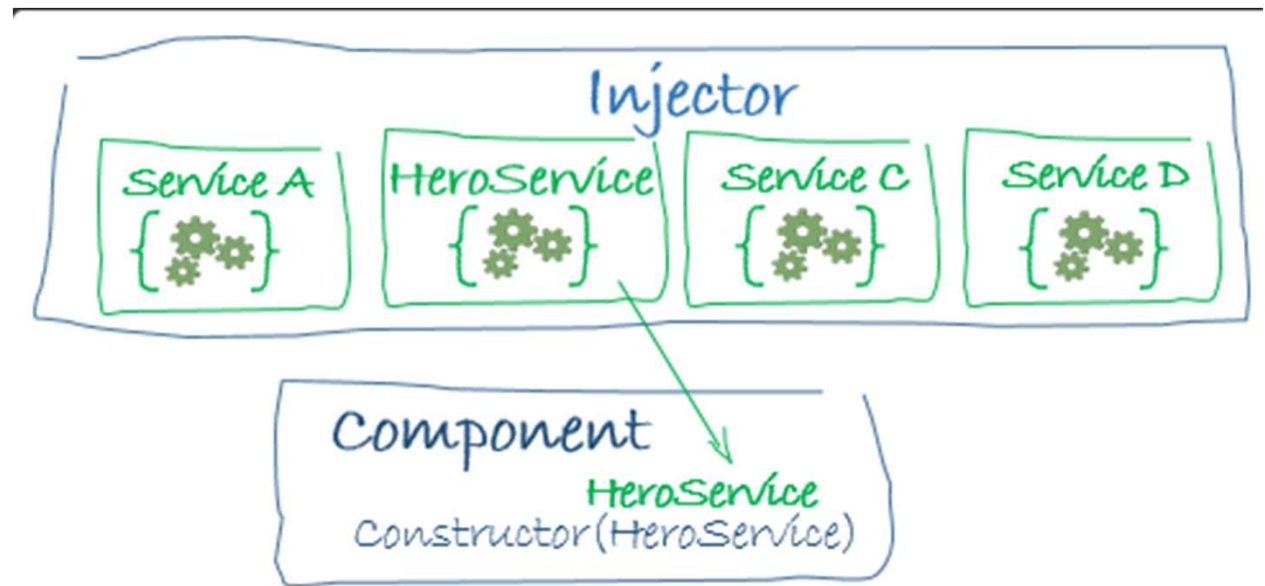 Injector
Service A
HeroService
Service C
Service D
Component
HeroService
Constructor(HeroService)